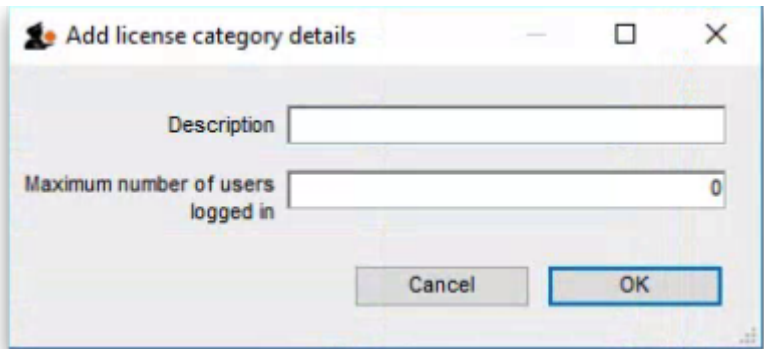 Add license category details
Description
Maximum number of users
logged in
0
Cancel
OK